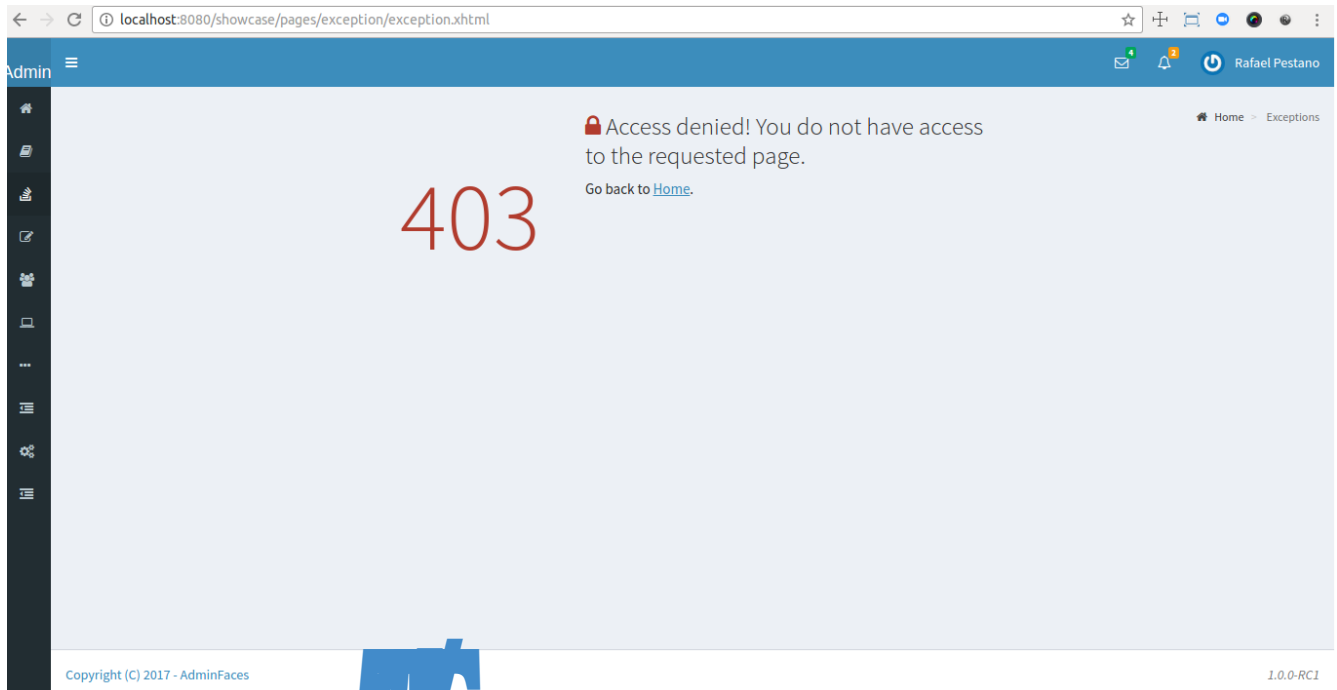 localhost:8080/showcase/pages/exception/exception.xhtml
Admin
4
2
Rafael Pestano
Home > Exceptions
Access denied! You do not have access
to the requested page.
Go back to Home.
403
Copyright (C) 2017 - AdminFaces
1.0.0-RC1